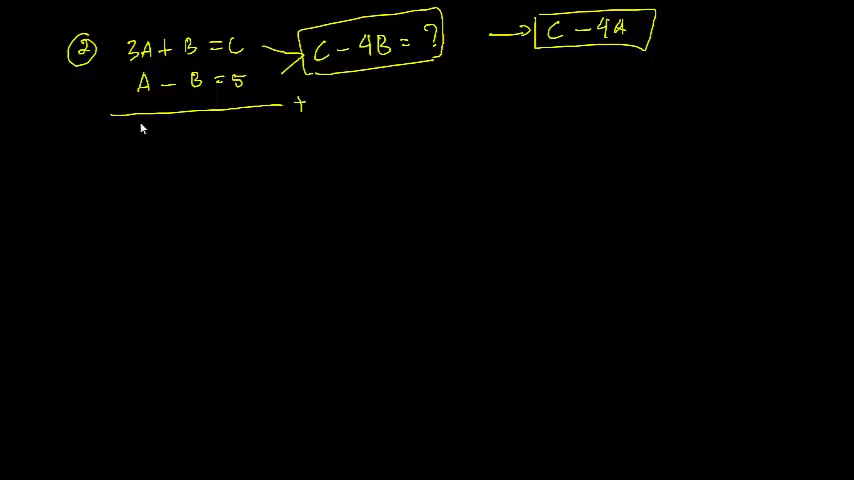 ② 3A + B = C C - 4B = ? → C - 4A
A - B = 5
+